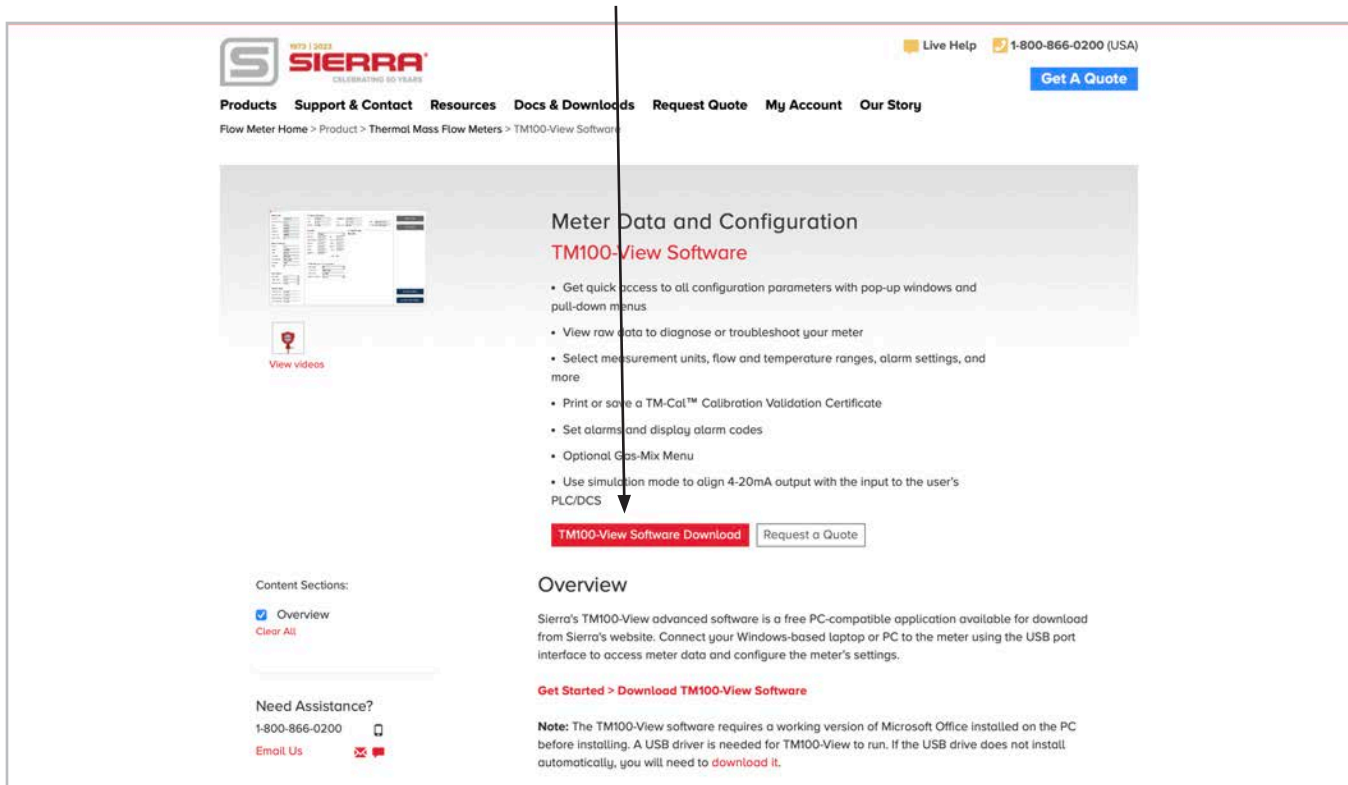 1973 | 2023
SIERRA®
CELEBRATING 50 YEARS
Live Help 1-800-866-0200 (USA)
Get A Quote
Products Support & Contact Resources Docs & Downloads Request Quote My Account Our Story
Flow Meter Home > Product > Thermal Mass Flow Meters > TM100-View Software
Meter Data and Configuration
TM100-View Software
• Get quick access to all configuration parameters with pop-up windows and
pull-down menus
• View raw data to diagnose or troubleshoot your meter
View videos
• Select measurement units, flow and temperature ranges, alarm settings, and
more
• Print or save a TM-Cal™ Calibration Validation Certificate
• Set alarms and display alarm codes
• Optional Gas-Mix Menu
• Use simulation mode to align 4-20mA output with the input to the user's
PLC/DCS
TM100-View Software Download Request a Quote
Content Sections:
Overview
Clear All
Need Assistance?
1-800-866-0200
Email Us
Overview
Sierra's TM100-View advanced software is a free PC-compatible application available for download
from Sierra's website. Connect your Windows-based laptop or PC to the meter using the USB port
interface to access meter data and configure the meter's settings.
Get Started > Download TM100-View Software
Note: The TM100-View software requires a working version of Microsoft Office installed on the PC
before installing. A USB driver is needed for TM100-View to run. If the USB drive does not install
automatically, you will need to download it.